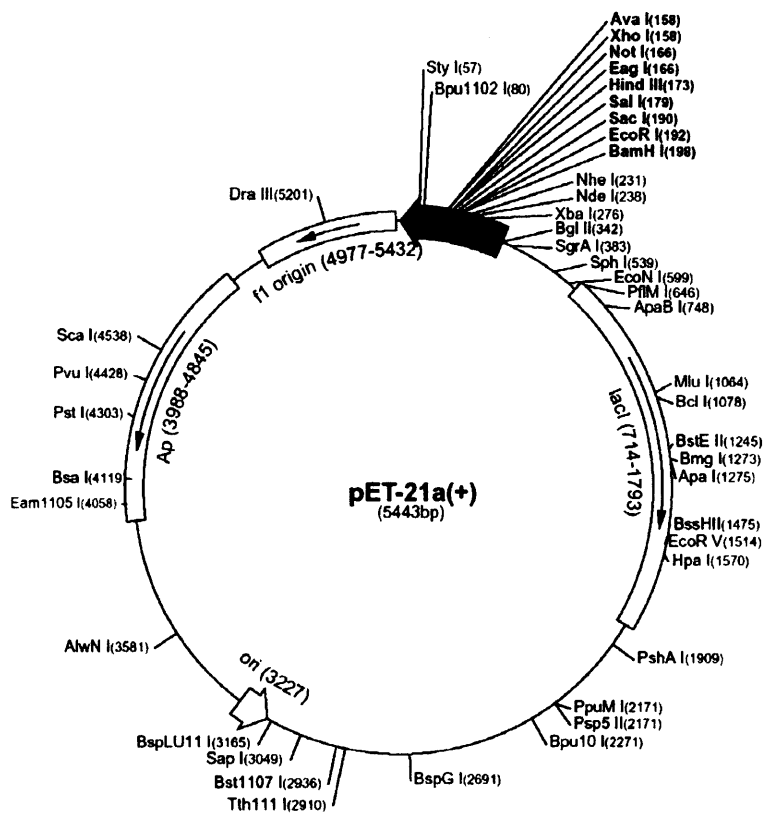 Ava I(158)
Xho I(158)
Not I(166)
Eag I(166)
Hind III(173)
Sal I(179)
Sac I(190)
EcoR I(192)
BamH I(198)
Sty I(57)
Bpu1102 I(80)
Nhe I(231)
Nde I(238)
Xba I(276)
Bgl II(342)
SgrA I(383)
Sph I(539)
EcoN I(599)
PflM I(646)
ApaB I(748)
Dra III(5201)
f1 origin (4977-5432)
Sca I(4538)
Pvu I(4428)
Pst I(4303)
Bsa I(4119)
Eam1105 I(4058)
Ap (3988-4845)
lacI (714-1793)
Mlu I(1064)
Bcl I(1078)
BstE II(1245)
Bmg I(1273)
Apa I(1275)
BssHII(1475)
EcoR V(1514)
Hpa I(1570)
pET-21a(+)
(5443bp)
AlwN I(3581)
ori (3227)
PshA I(1909)
PpuM I(2171)
Psp5 II(2171)
Bpu10 I(2271)
BspLU11 I(3165)
Sap I(3049)
Bst1107 I(2936)
Tth111 I(2910)
BspG I(2691)